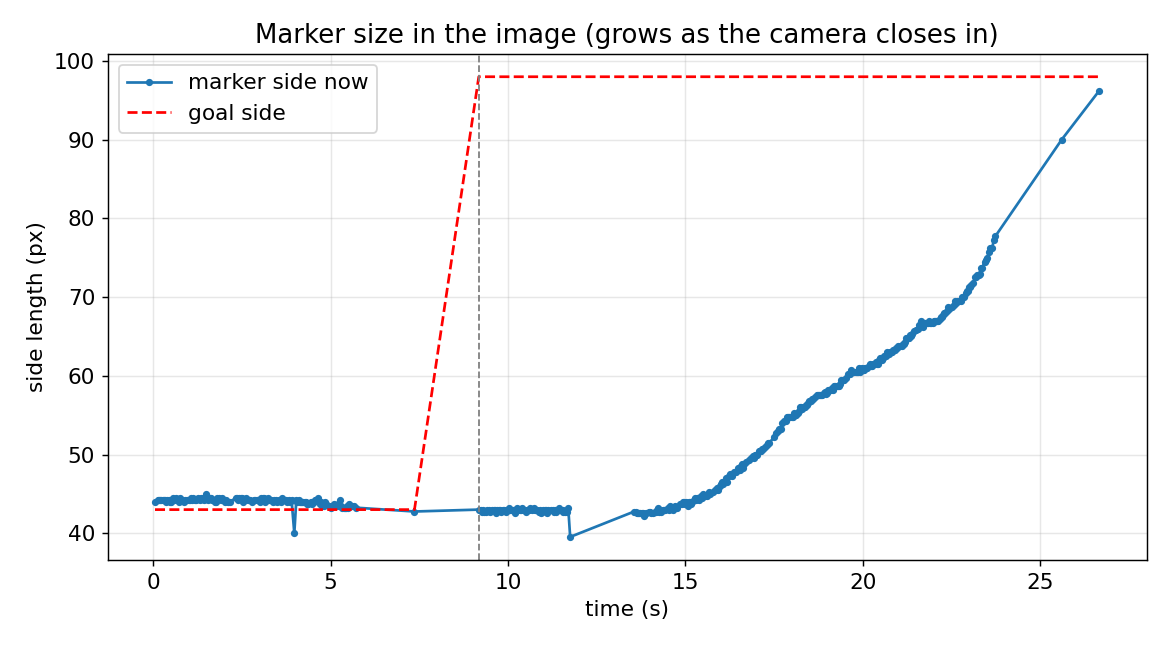 Marker size in the image (grows as the camera closes in)
marker side now
goal side
side length (px)
100
90
80
70
60
50
40
0
5
10
15
20
25
time (s)